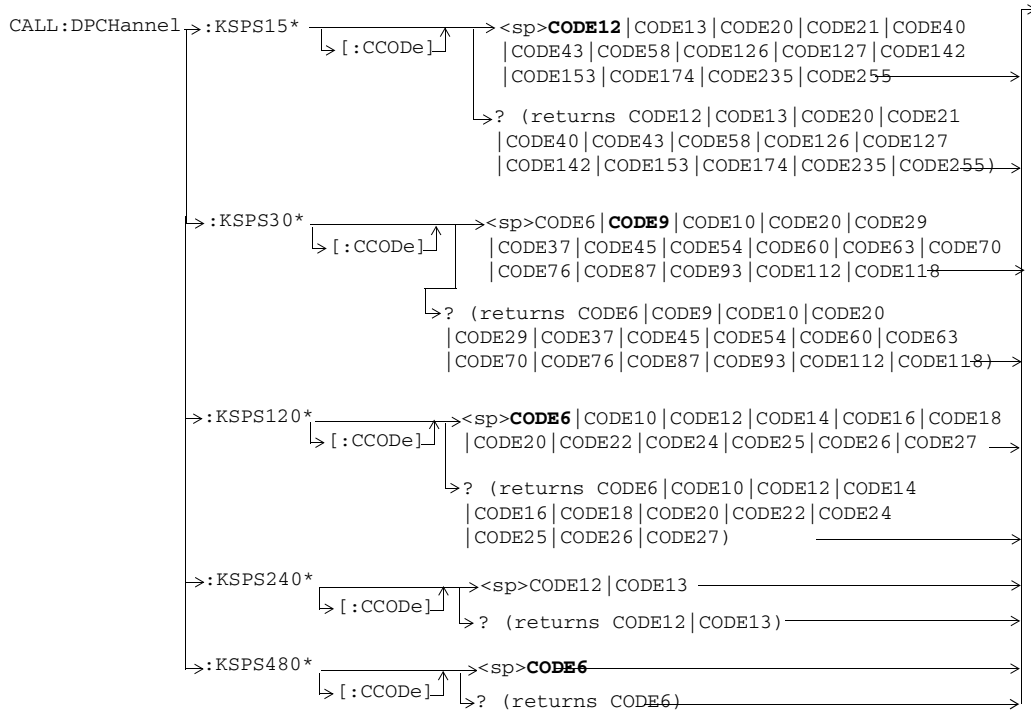 CALL:DPCHannel :KSPS15* <sp>CODE12|CODE13|CODE20|CODE21|CODE40
[:CCODe] |CODE43|CODE58|CODE126|CODE127|CODE142
|CODE153|CODE174|CODE235|CODE255
? (returns CODE12|CODE13|CODE20|CODE21
|CODE40|CODE43|CODE58|CODE126|CODE127
|CODE142|CODE153|CODE174|CODE235|CODE255)
:KSPS30* <sp>CODE6|CODE9|CODE10|CODE20|CODE29
[:CCODe] |CODE37|CODE45|CODE54|CODE60|CODE63|CODE70
|CODE76|CODE87|CODE93|CODE112|CODE118
? (returns CODE6|CODE9|CODE10|CODE20
|CODE29|CODE37|CODE45|CODE54|CODE60|CODE63
|CODE70|CODE76|CODE87|CODE93|CODE112|CODE118)
:KSPS120* <sp>CODE6|CODE10|CODE12|CODE14|CODE16|CODE18
[:CCODe] |CODE20|CODE22|CODE24|CODE25|CODE26|CODE27
? (returns CODE6|CODE10|CODE12|CODE14
|CODE16|CODE18|CODE20|CODE22|CODE24
|CODE25|CODE26|CODE27)
:KSPS240* <sp>CODE12|CODE13
[:CCODe] ? (returns CODE12|CODE13)
:KSPS480* <sp>CODE6
[:CCODe] ? (returns CODE6)